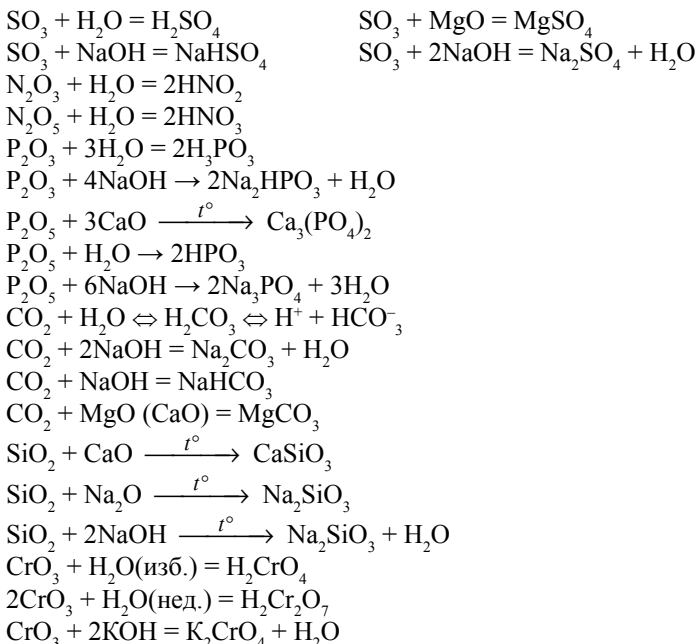 SO₃ + H₂O = H₂SO₄ SO₃ + MgO = MgSO₄
SO₃ + NaOH = NaHSO₄ SO₃ + 2NaOH = Na₂SO₄ + H₂O
N₂O₃ + H₂O = 2HNO₂
N₂O₅ + H₂O = 2HNO₃
P₂O₃ + 3H₂O = 2H₃PO₃
P₂O₃ + 4NaOH → 2Na₂HPO₃ + H₂O
P₂O₅ + 3CaO —t°→ Ca₃(PO₄)₂
P₂O₅ + H₂O → 2HPO₃
P₂O₅ + 6NaOH → 2Na₃PO₄ + 3H₂O
CO₂ + H₂O ⇔ H₂CO₃ ⇔ H⁺ + HCO⁻₃
CO₂ + 2NaOH = Na₂CO₃ + H₂O
CO₂ + NaOH = NaHCO₃
CO₂ + MgO (CaO) = MgCO₃
SiO₂ + CaO —t°→ CaSiO₃
SiO₂ + Na₂O —t°→ Na₂SiO₃
SiO₂ + 2NaOH —t°→ Na₂SiO₃ + H₂O
CrO₃ + H₂O(изб.) = H₂CrO₄
2CrO₃ + H₂O(нед.) = H₂Cr₂O₇
CrO₃ + 2KOH = K₂CrO₄ + H₂O